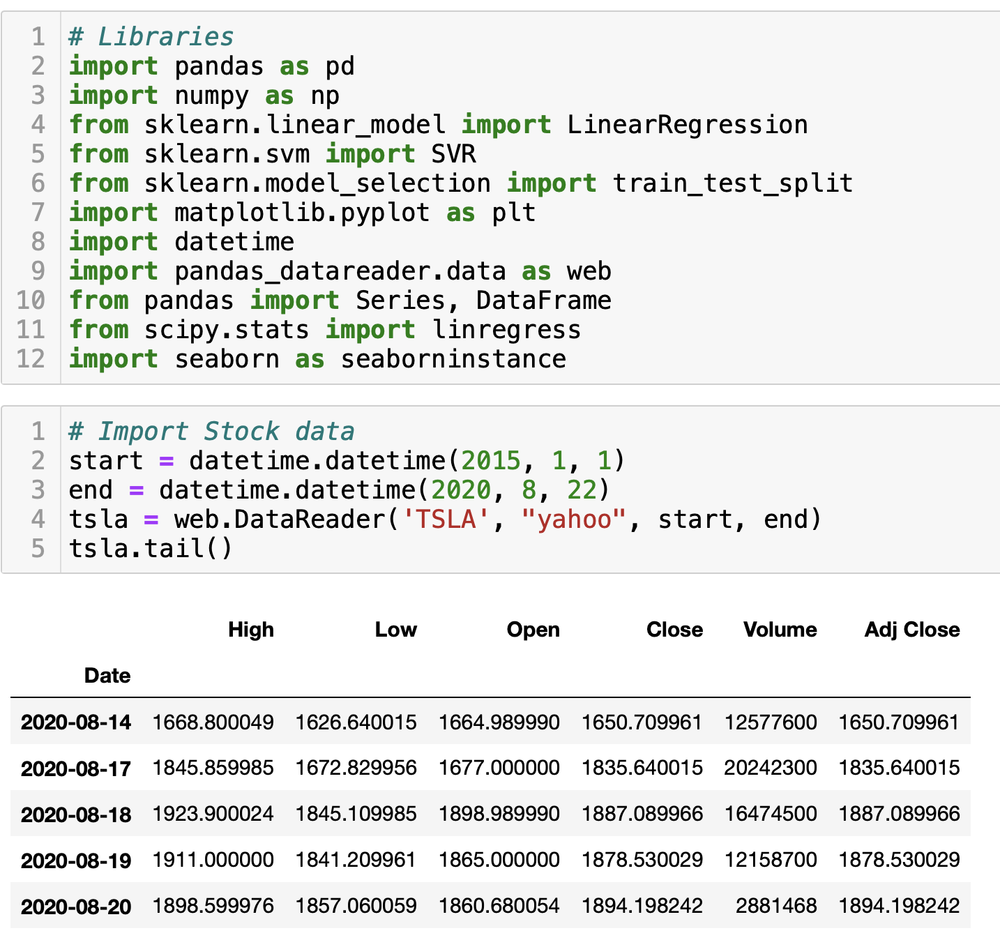 1 # Libraries
2 import pandas as pd
3 import numpy as np
4 from sklearn.linear_model import LinearRegression
5 from sklearn.svm import SVR
6 from sklearn.model_selection import train_test_split
7 import matplotlib.pyplot as plt
8 import datetime
9 import pandas_datareader.data as web
10 from pandas import Series, DataFrame
11 from scipy.stats import linregress
12 import seaborn as seaborninstance
1 # Import Stock data
2 start = datetime.datetime(2015, 1, 1)
3 end = datetime.datetime(2020, 8, 22)
4 tsla = web.DataReader('TSLA', "yahoo", start, end)
5 tsla.tail()
High Low Open Close Volume Adj Close
Date
2020-08-14 1668.800049 1626.640015 1664.989990 1650.709961 12577600 1650.709961
2020-08-17 1845.859985 1672.829956 1677.000000 1835.640015 20242300 1835.640015
2020-08-18 1923.900024 1845.109985 1898.989990 1887.089966 16474500 1887.089966
2020-08-19 1911.000000 1841.209961 1865.000000 1878.530029 12158700 1878.530029
2020-08-20 1898.599976 1857.060059 1860.680054 1894.198242 2881468 1894.198242